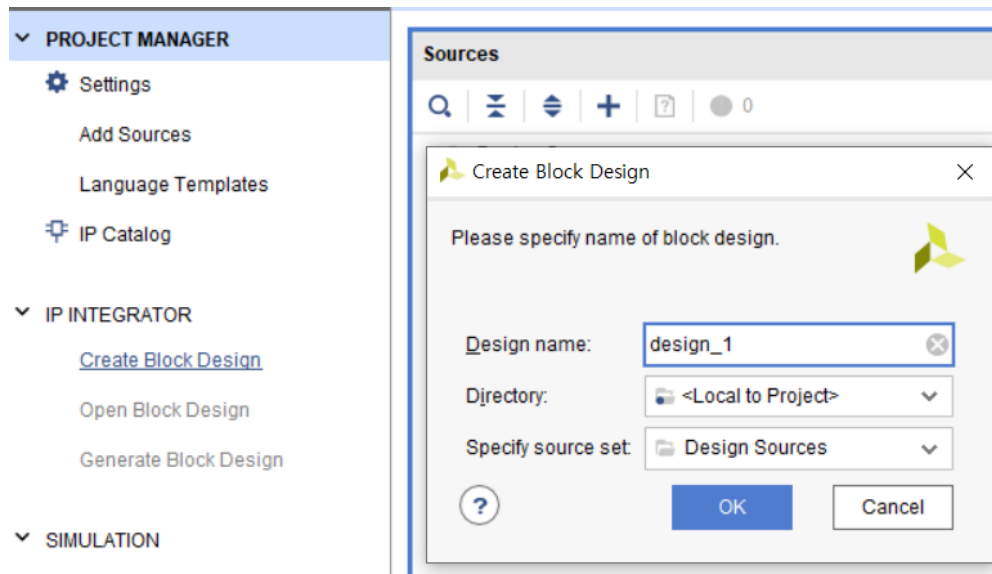 PROJECT MANAGER
Settings
Add Sources
Language Templates
IP Catalog
IP INTEGRATOR
Create Block Design
Open Block Design
Generate Block Design
SIMULATION
Sources
0
Create Block Design
Please specify name of block design.
Design name: design_1
Directory: <Local to Project>
Specify source set: Design Sources
? OK Cancel